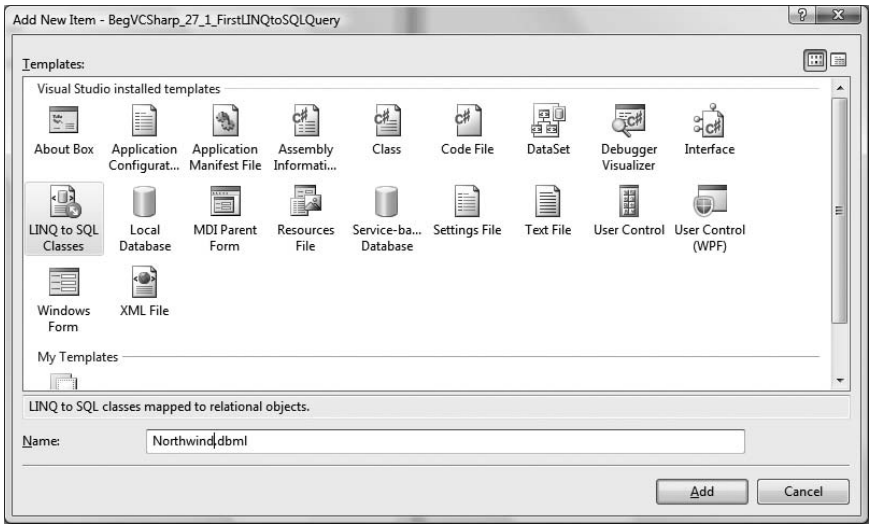 Add New Item - BegVCSharp_27_1_FirstLINQtoSQLQuery
Templates:
Visual Studio installed templates
About Box
Application Configurat...
Application Manifest File
Assembly Informati...
Class
Code File
DataSet
Debugger Visualizer
Interface
LINQ to SQL Classes
Local Database
MDI Parent Form
Resources File
Service-ba... Database
Settings File
Text File
User Control
User Control (WPF)
Windows Form
XML File
My Templates
LINQ to SQL classes mapped to relational objects.
Name:
Northwind.dbml
Add
Cancel